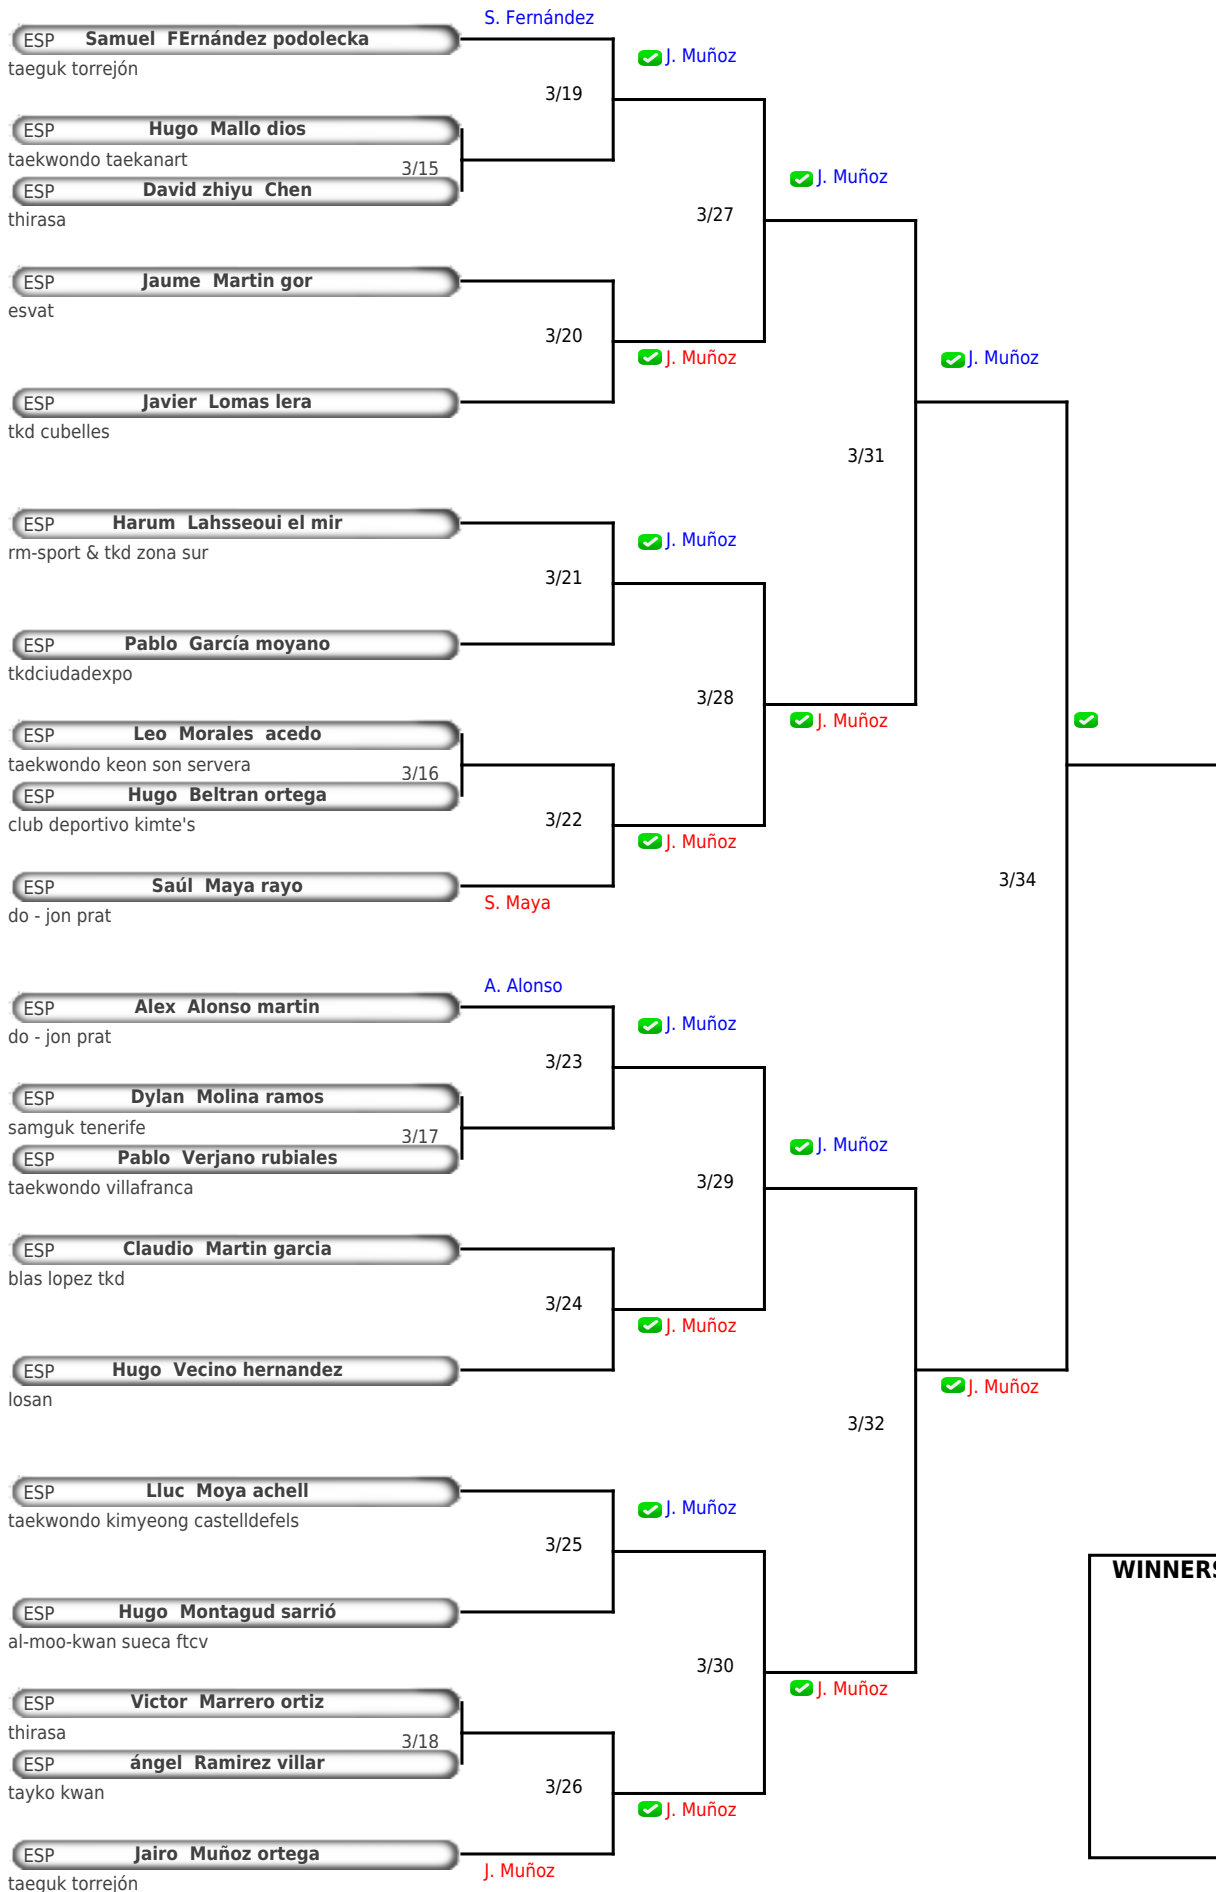 S. Fernández
ESP Samuel FErnández podolecka
taeguk torrejón
J. Muñoz
3/19
ESP Hugo Mallo dios
taekwondo taekanart
3/15
ESP David zhiyu Chen
thirasa
J. Muñoz
3/27
ESP Jaume Martin gor
esvat
3/20
J. Muñoz
J. Muñoz
ESP Javier Lomas lera
tkd cubelles
3/31
ESP Harum Lahsseoui el mir
rm-sport & tkd zona sur
J. Muñoz
3/21
ESP Pablo García moyano
tkdciudadexpo
3/28
J. Muñoz
ESP Leo Morales acedo
taekwondo keon son servera
3/16
ESP Hugo Beltran ortega
club deportivo kimte's
3/22
J. Muñoz
ESP Saúl Maya rayo
do - jon prat
S. Maya
3/34
A. Alonso
ESP Alex Alonso martin
do - jon prat
J. Muñoz
3/23
ESP Dylan Molina ramos
samguk tenerife
3/17
ESP Pablo Verjano rubiales
taekwondo villafranca
J. Muñoz
3/29
ESP Claudio Martin garcia
blas lopez tkd
3/24
J. Muñoz
ESP Hugo Vecino hernandez
losan
J. Muñoz
3/32
ESP Lluc Moya achell
taekwondo kimyeong castelldefels
J. Muñoz
3/25
WINNERS
ESP Hugo Montagud sarrió
al-moo-kwan sueca ftcv
3/30
J. Muñoz
ESP Victor Marrero ortiz
thirasa
3/18
ESP ángel Ramirez villar
tayko kwan
3/26
J. Muñoz
ESP Jairo Muñoz ortega
taeguk torrejón
J. Muñoz